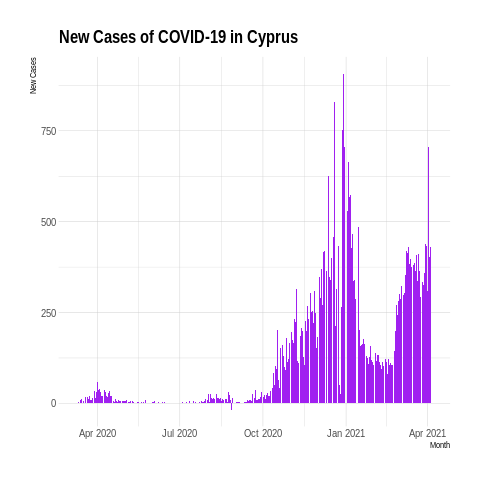 New Cases of COVID-19 in Cyprus
New Cases
750
500
250
0
Apr 2020
Jul 2020
Oct 2020
Jan 2021
Apr 2021
Month